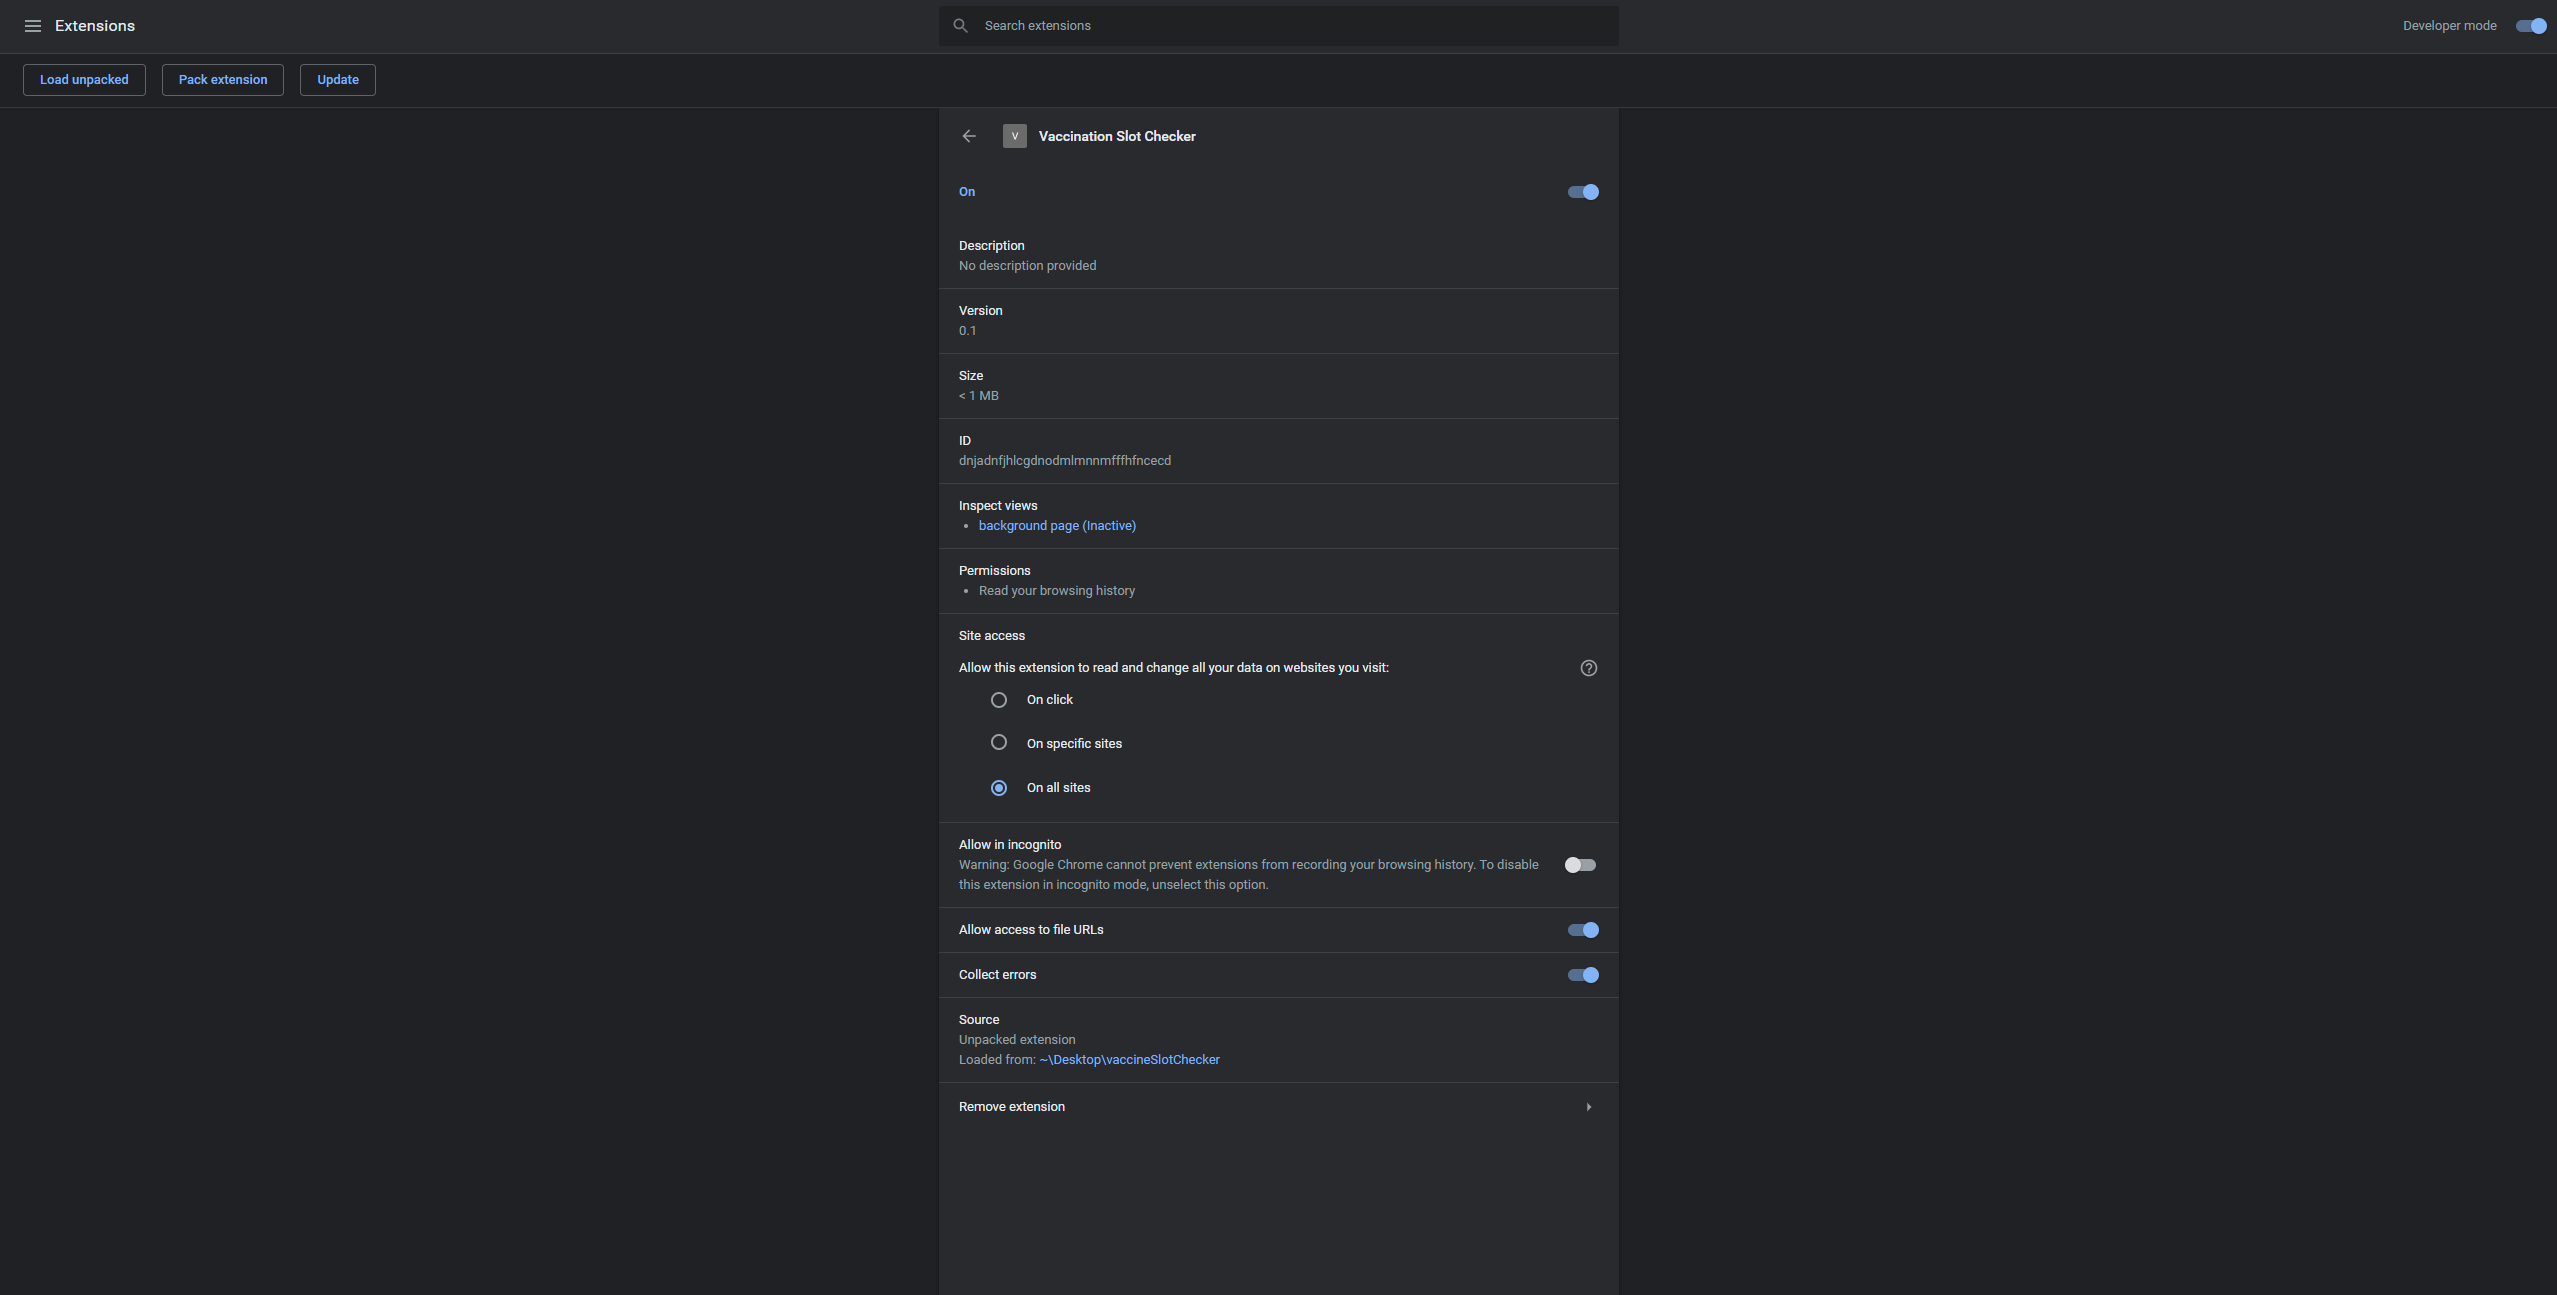 Extensions
Search extensions
Developer mode
Load unpacked
Pack extension
Update
V
Vaccination Slot Checker
On
Description
No description provided
Version
0.1
Size
< 1 MB
ID
dnjadnfjhlcgdnodmlmnnmfffhfncecd
Inspect views
• background page (Inactive)
Permissions
• Read your browsing history
Site access
Allow this extension to read and change all your data on websites you visit:
On click
On specific sites
On all sites
Allow in incognito
Warning: Google Chrome cannot prevent extensions from recording your browsing history. To disable
this extension in incognito mode, unselect this option.
Allow access to file URLs
Collect errors
Source
Unpacked extension
Loaded from: ~\Desktop\vaccineSlotChecker
Remove extension